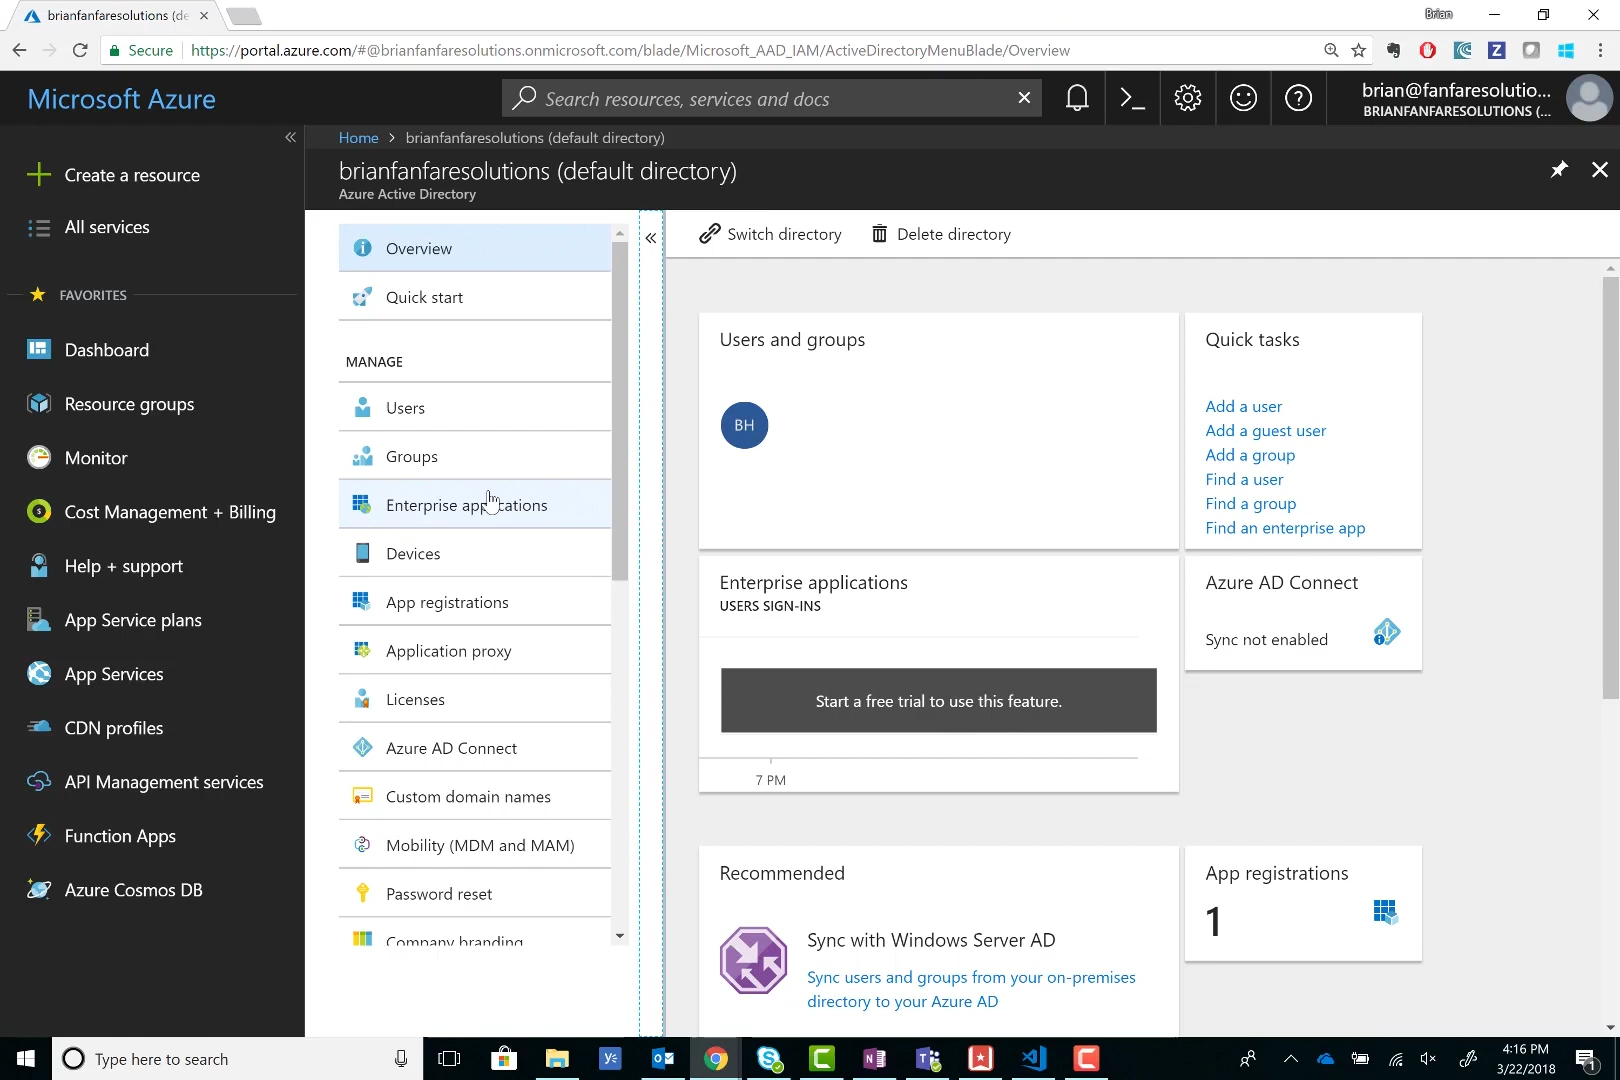 brianfanfaresolutions (de
Brian
Secure
https://portal.azure.com/#@brianfanfaresolutions.onmicrosoft.com/blade/Microsoft_AAD_IAM/ActiveDirectoryMenuBlade/Overview
Microsoft Azure
Search resources, services and docs
brian@fanfaresolutio...
BRIANFANFARESOLUTIONS (...
Home > brianfanfaresolutions (default directory)
brianfanfaresolutions (default directory)
Azure Active Directory
Create a resource
All services
FAVORITES
Dashboard
Resource groups
Monitor
Cost Management + Billing
Help + support
App Service plans
App Services
CDN profiles
API Management services
Function Apps
Azure Cosmos DB
Overview
Quick start
MANAGE
Users
Groups
Enterprise applications
Devices
App registrations
Application proxy
Licenses
Azure AD Connect
Custom domain names
Mobility (MDM and MAM)
Password reset
Company branding
Switch directory
Delete directory
Users and groups
BH
Quick tasks
Add a user
Add a guest user
Add a group
Find a user
Find a group
Find an enterprise app
Enterprise applications
USERS SIGN-INS
Start a free trial to use this feature.
7 PM
Azure AD Connect
Sync not enabled
Recommended
Sync with Windows Server AD
Sync users and groups from your on-premises
directory to your Azure AD
App registrations
1
Type here to search
4:16 PM
3/22/2018
1